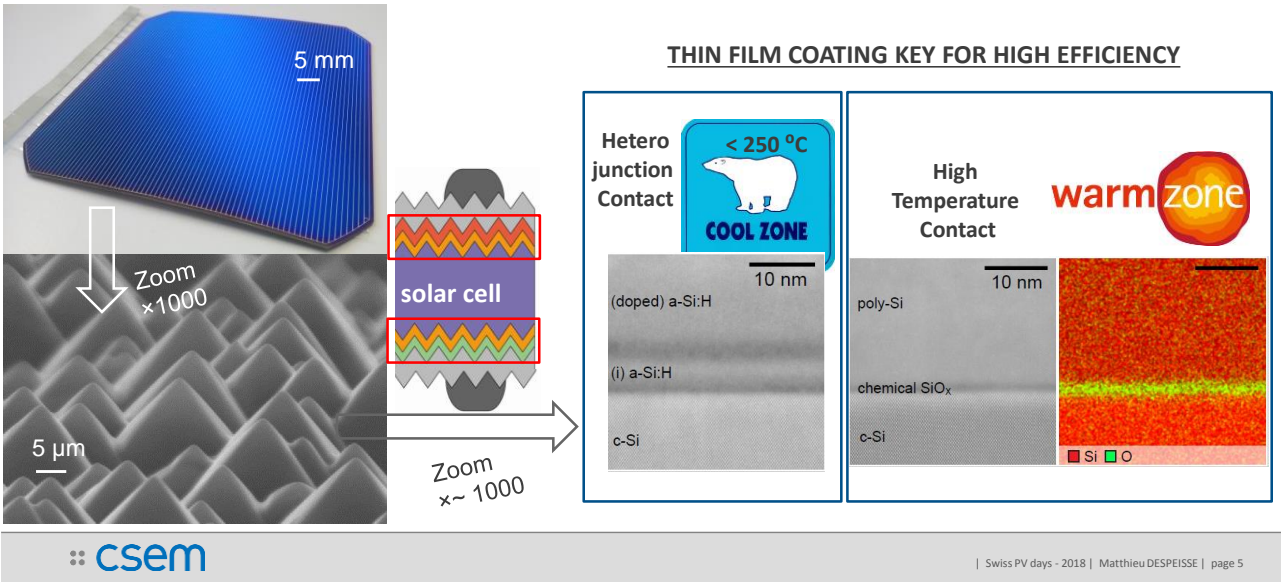 THIN FILM COATING KEY FOR HIGH EFFICIENCY
5 mm
Zoom
×1000
5 µm
solar cell
Zoom
×~ 1000
Hetero
junction
Contact
< 250 °C
COOL ZONE
10 nm
(doped) a-Si:H
(i) a-Si:H
c-Si
High
Temperature
Contact
warm zone
10 nm
poly-Si
chemical SiOx
c-Si
Si O
csem
| Swiss PV days - 2018 | Matthieu DESPEISSE | page 5